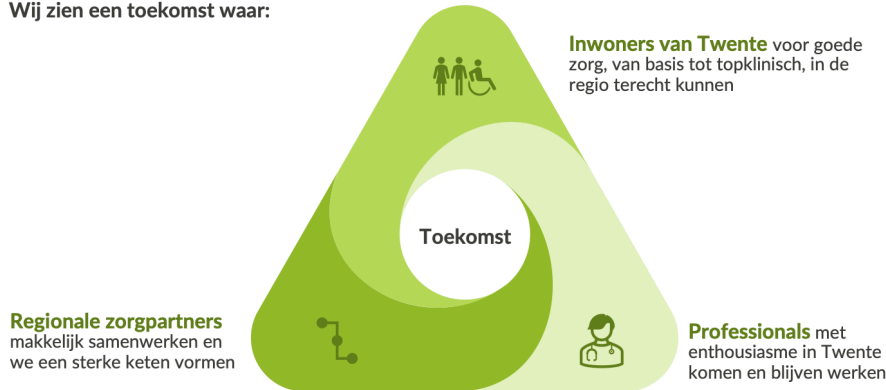 Wij zien een toekomst waar:
Inwoners van Twente voor goede
zorg, van basis tot topklinisch, in de
regio terecht kunnen
Toekomst
Regionale zorgpartners
makkelijk samenwerken en
we een sterke keten vormen
Professionals met
enthousiasme in Twente
komen en blijven werken